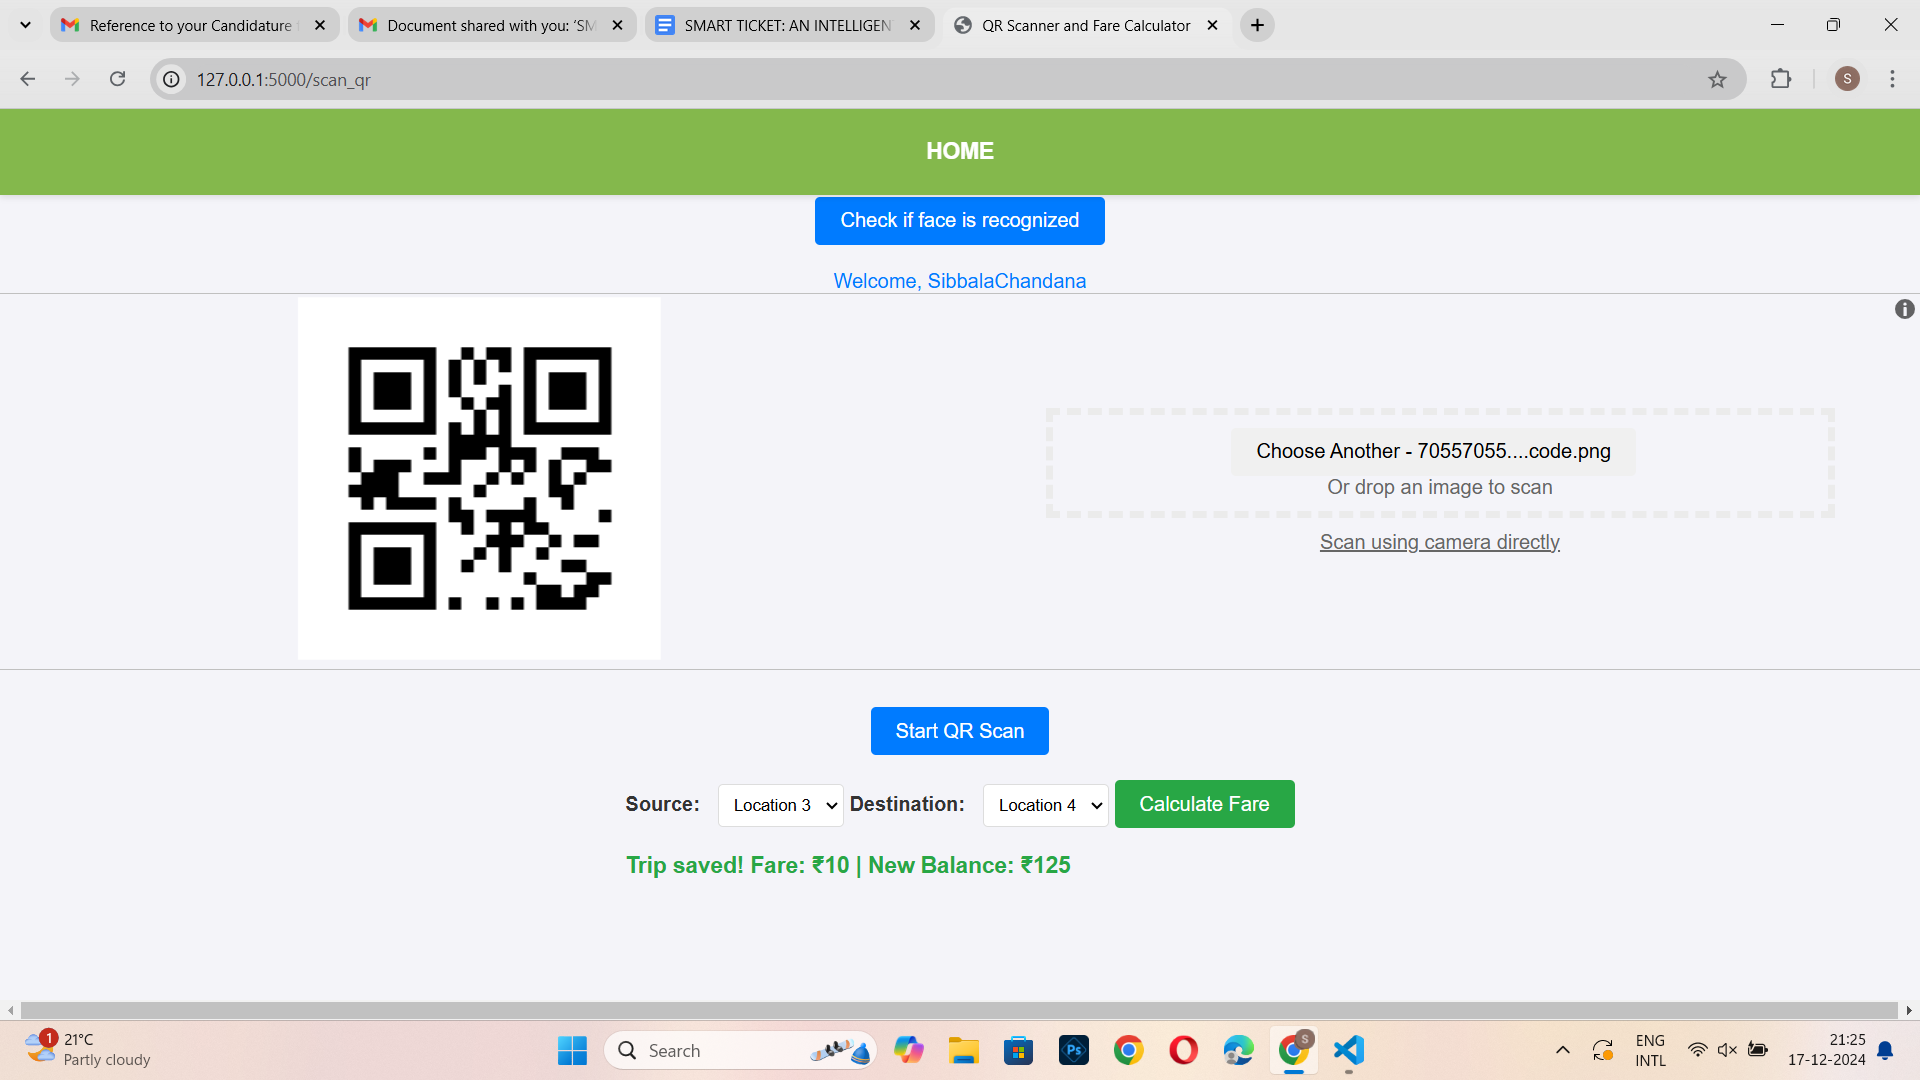 Reference to your Candidature
Document shared with you: ‘SM
SMART TICKET: AN INTELLIGEN
QR Scanner and Fare Calculator
127.0.0.1:5000/scan_qr
S
HOME
Check if face is recognized
Welcome, SibbalaChandana
Choose Another - 70557055....code.png
Or drop an image to scan
Scan using camera directly
Start QR Scan
Source: Location 3 Destination: Location 4 Calculate Fare
Trip saved! Fare: ₹10 | New Balance: ₹125
1
21°C
Partly cloudy
Search
Ps
S
ENG
INTL
21:25
17-12-2024